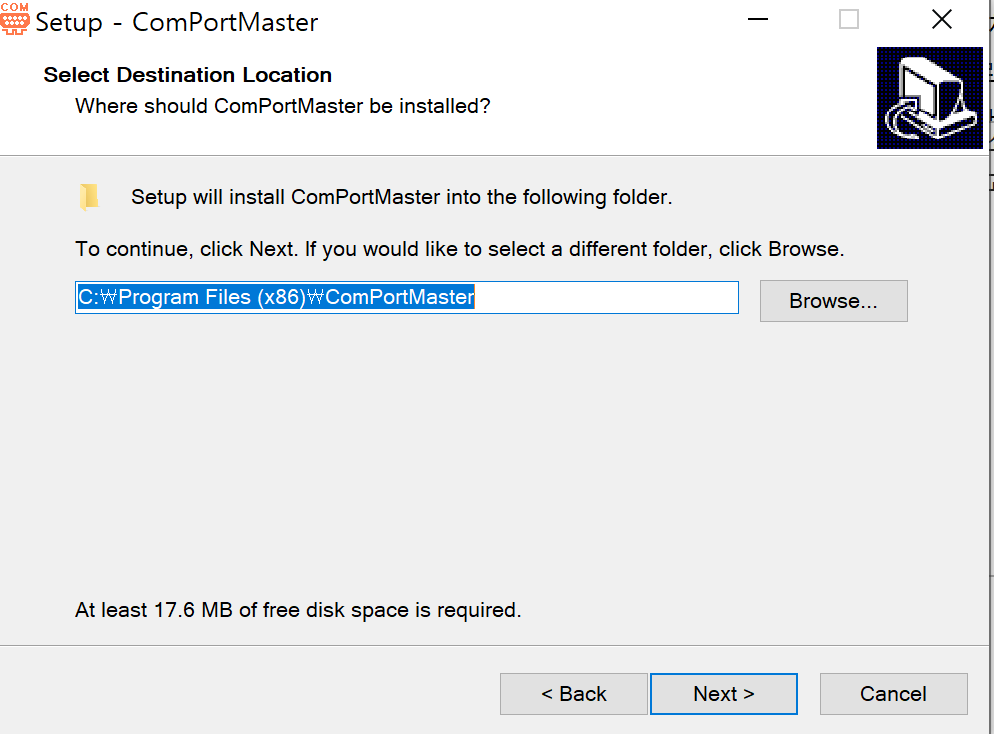 COM
Setup - ComPortMaster
Select Destination Location
Where should ComPortMaster be installed?
Setup will install ComPortMaster into the following folder.
To continue, click Next. If you would like to select a different folder, click Browse.
C:₩Program Files (x86)₩ComPortMaster
Browse...
At least 17.6 MB of free disk space is required.
< Back
Next >
Cancel